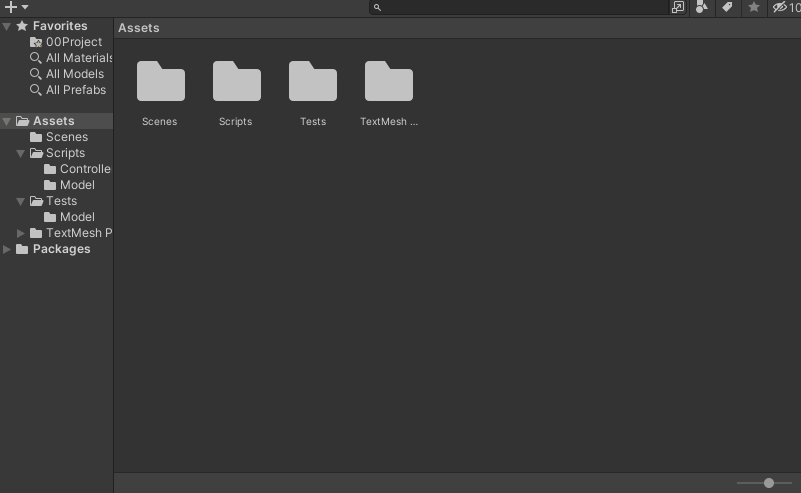 10
Favorites
00Project
All Materials
All Models
All Prefabs
Assets
Scenes
Scripts
Controlle
Model
Tests
Model
TextMesh P
Packages
Assets
Scenes
Scripts
Tests
TextMesh ...